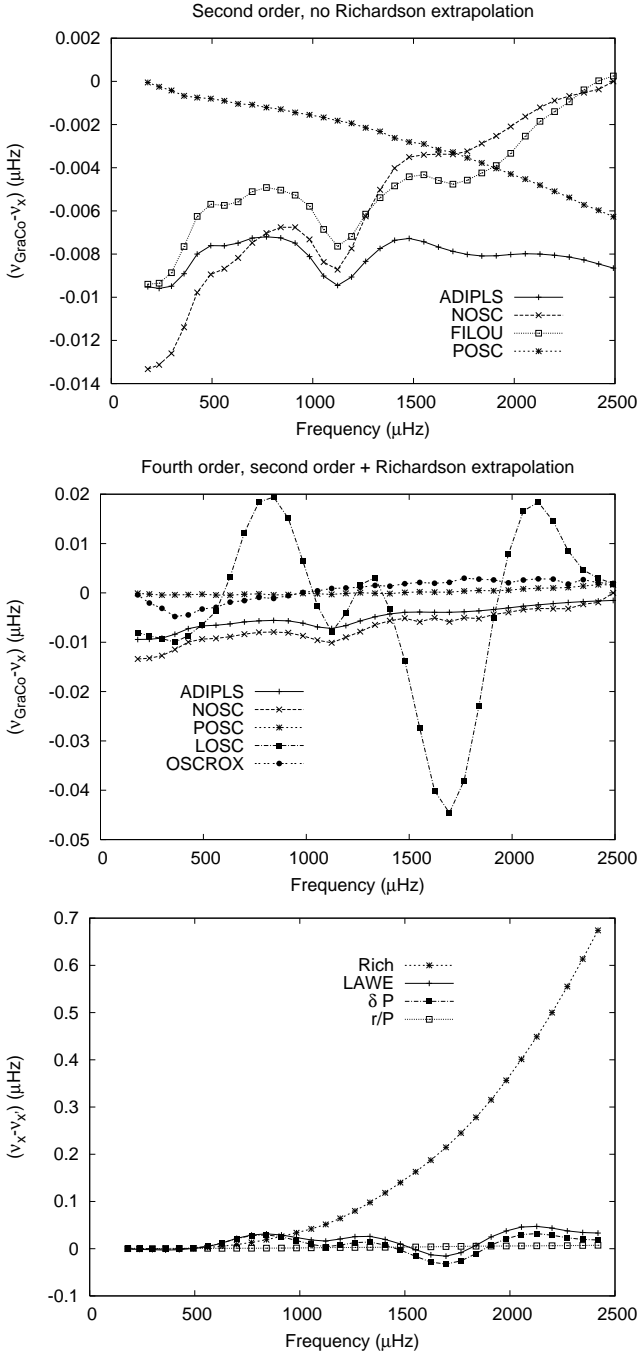 Second order, no Richardson extrapolation
0.002
0
-0.002
-0.004
-0.006
-0.008
-0.01
-0.012
-0.014
(νGraCo-νX) (μHz)
ADIPLS
NOSC
FILOU
POSC
0 500 1000 1500 2000 2500
Frequency (μHz)
Fourth order, second order + Richardson extrapolation
0.02
0.01
0
-0.01
-0.02
-0.03
-0.04
-0.05
(νGraCo-νX) (μHz)
ADIPLS
NOSC
POSC
LOSC
OSCROX
0 500 1000 1500 2000 2500
Frequency (μHz)
0.7
0.6
0.5
0.4
0.3
0.2
0.1
0
-0.1
(νX-νX') (μHz)
Rich
LAWE
δ P
r/P
0 500 1000 1500 2000 2500
Frequency (μHz)